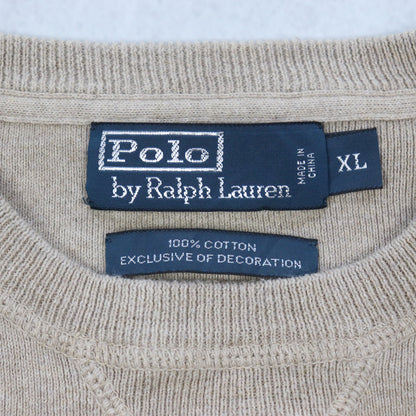 Polo
by Ralph Lauren
MADE IN
CHINA
XL
100% COTTON
EXCLUSIVE OF DECORATION